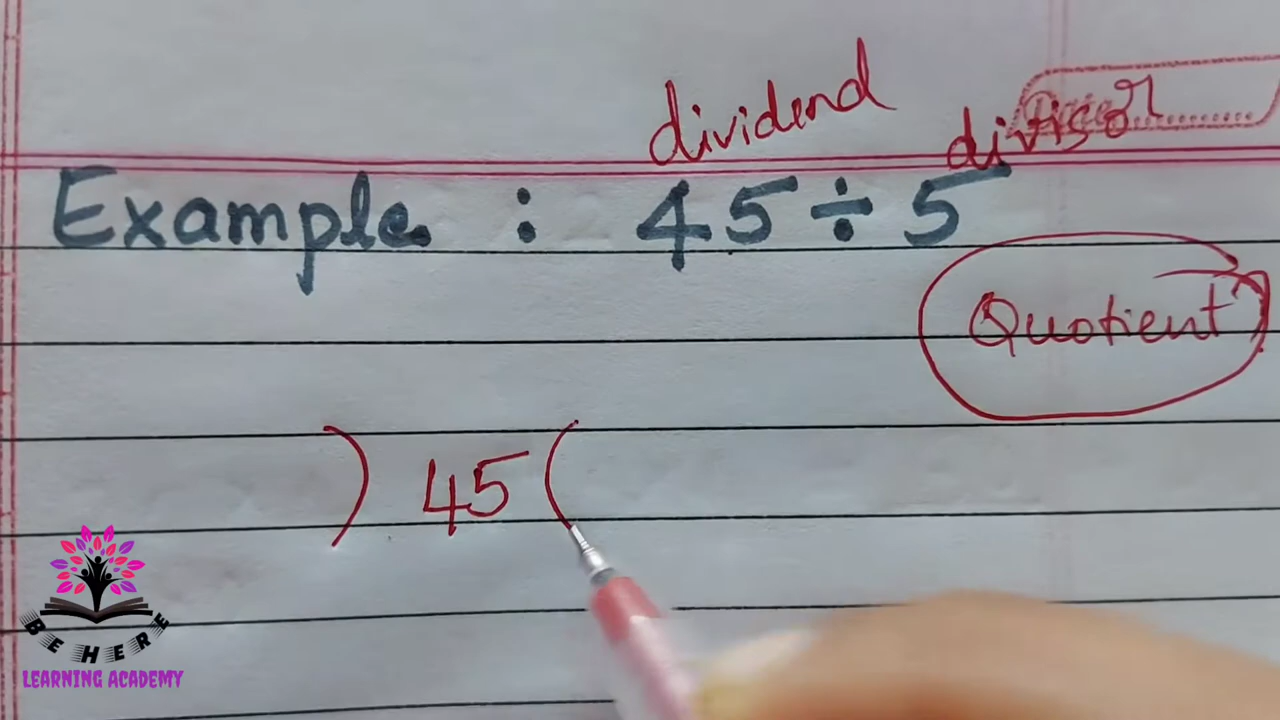 dividend divisor
Example : 45÷5
Quotient
) 45 (
BE HERE
LEARNING ACADEMY